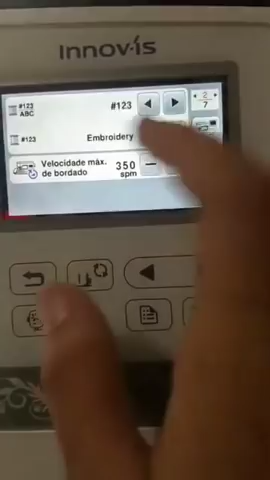 INNOV-IS
#123
ABC
#123
2
7
#123
Embroidery
Velocidade máx.
de bordado
350
spm